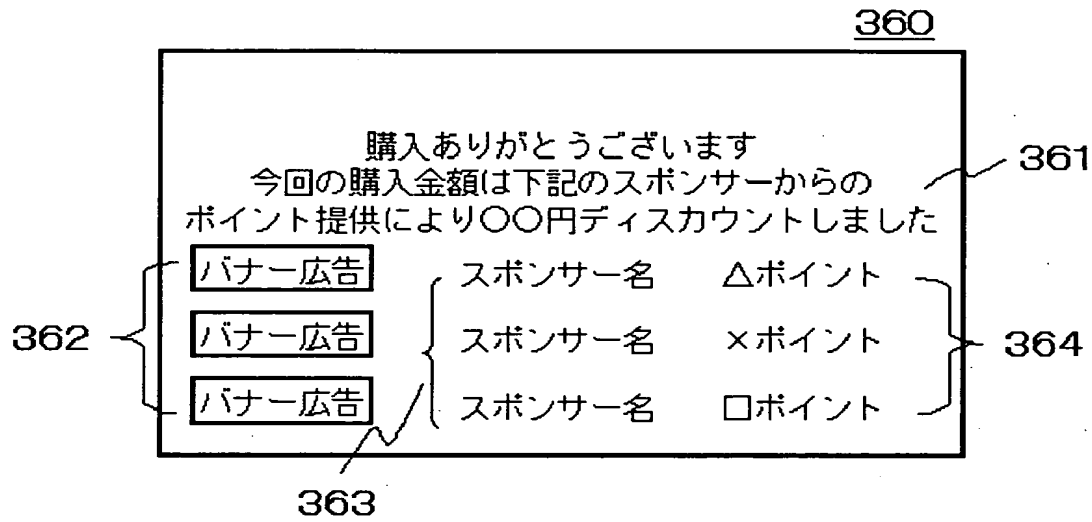 360
購入ありがとうございます
今回の購入金額は下記のスポンサーからの
ポイント提供により〇〇円ディスカウントしました
361
バナー広告 スポンサー名 △ポイント
362 バナー広告 スポンサー名 ×ポイント 364
バナー広告 スポンサー名 □ポイント
363